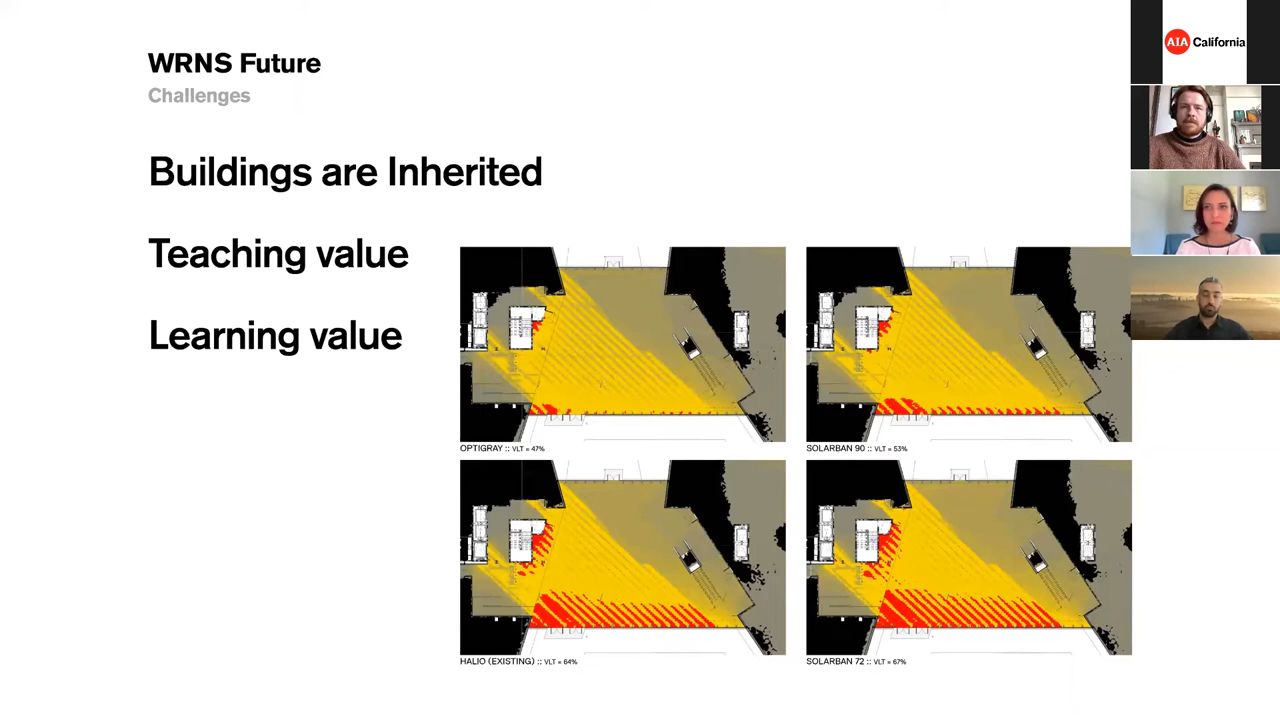 WRNS Future
Challenges
Buildings are Inherited
Teaching value
Learning value
OPTIGRAY :: VLT = 47%
SOLARBAN 90 :: VLT = 53%
HALIO (EXISTING) :: VLT = 64%
SOLARBAN 72 :: VLT = 67%
AIA California